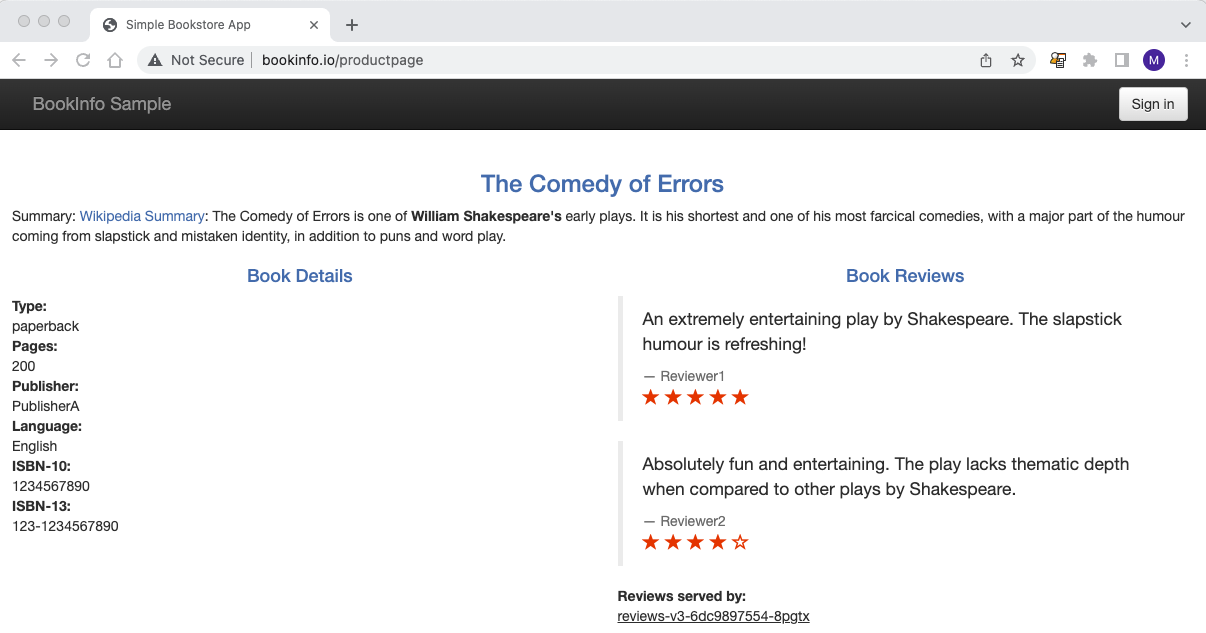 Simple Bookstore App
Not Secure bookinfo.io/productpage
M
BookInfo Sample
Sign in
The Comedy of Errors
Summary: Wikipedia Summary: The Comedy of Errors is one of William Shakespeare's early plays. It is his shortest and one of his most farcical comedies, with a major part of the humour
coming from slapstick and mistaken identity, in addition to puns and word play.
Book Details
Type:
paperback
Pages:
200
Publisher:
PublisherA
Language:
English
ISBN-10:
1234567890
ISBN-13:
123-1234567890
Book Reviews
An extremely entertaining play by Shakespeare. The slapstick
humour is refreshing!
— Reviewer1
Absolutely fun and entertaining. The play lacks thematic depth
when compared to other plays by Shakespeare.
— Reviewer2
Reviews served by:
reviews-v3-6dc9897554-8pgtx